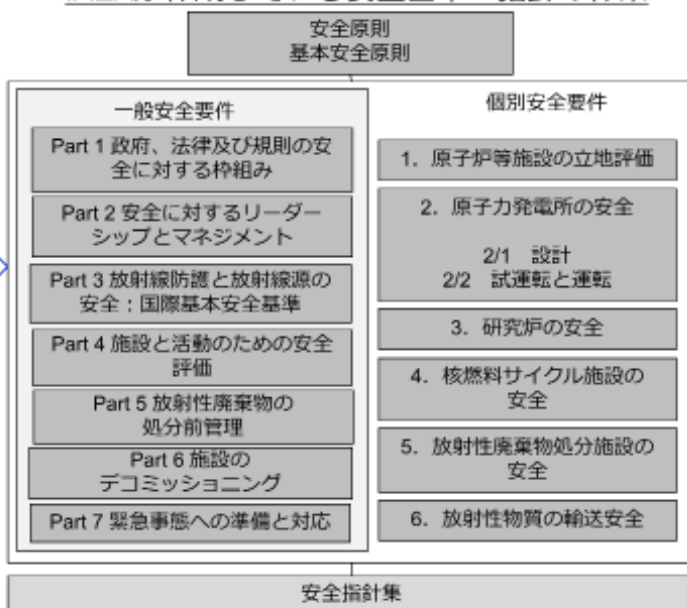 安全原則
基本安全原則
一般安全要件
Part 1 政府、法律及び規則の安
全に対する枠組み
Part 2 安全に対するリーダー
シップとマネジメント
Part 3 放射線防護と放射線源の
安全：国際基本安全基準
Part 4 施設と活動のための安全
評価
Part 5 放射性廃棄物の
処分前管理
Part 6 施設の
デコミッショニング
Part 7 緊急事態への準備と対応
個別安全要件
1．原子炉等施設の立地評価
2．原子力発電所の安全
2/1　設計
2/2　試運転と運転
3．研究炉の安全
4．核燃料サイクル施設の
安全
5．放射性廃棄物処分施設の
安全
6．放射性物質の輸送安全
安全指針集